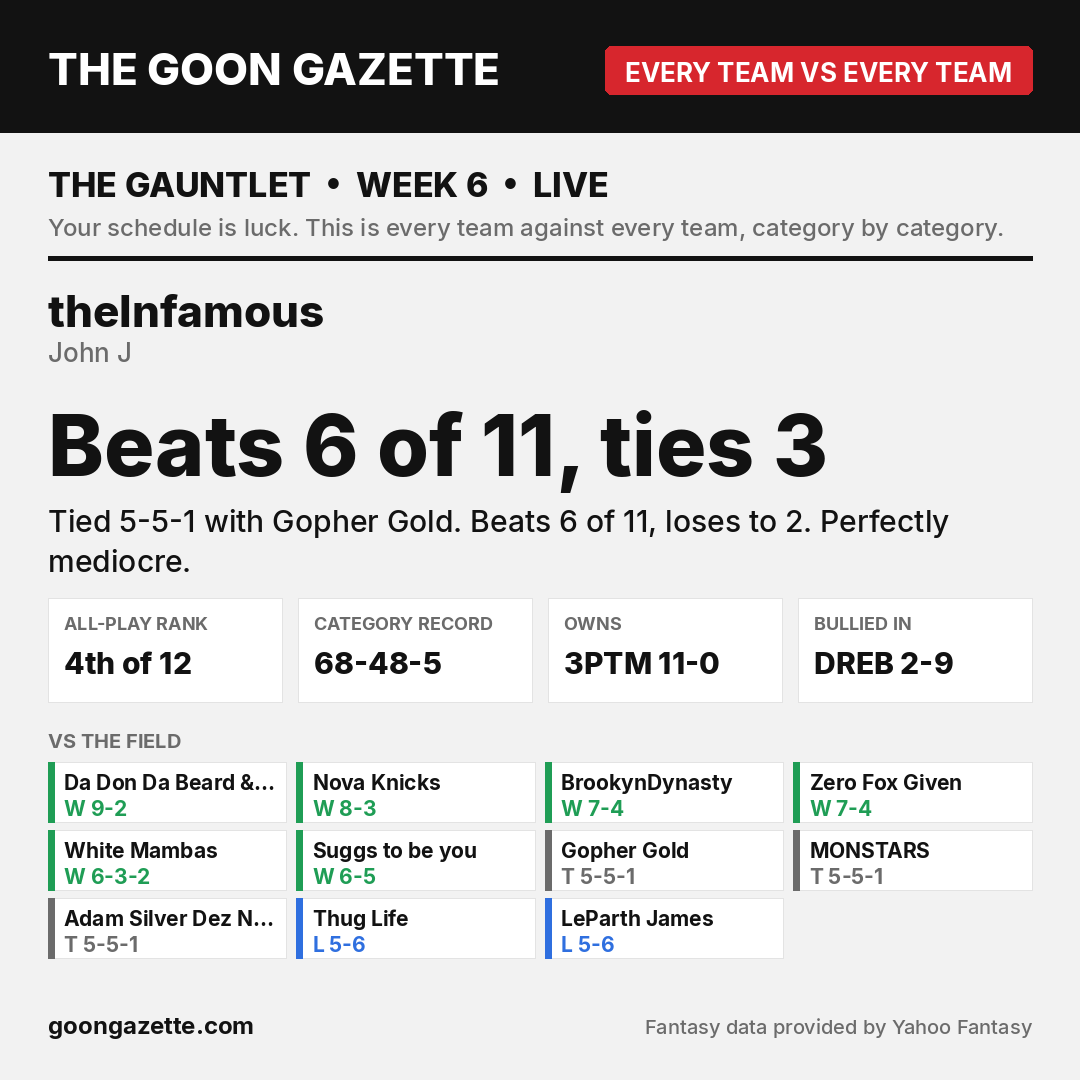 THE GOON GAZETTE
EVERY TEAM VS EVERY TEAM
THE GAUNTLET • WEEK 6 • LIVE
Your schedule is luck. This is every team against every team, category by category.
theInfamous
John J
Beats 6 of 11, ties 3
Tied 5-5-1 with Gopher Gold. Beats 6 of 11, loses to 2. Perfectly
mediocre.
ALL-PLAY RANK
4th of 12
CATEGORY RECORD
68-48-5
OWNS
3PTM 11-0
BULLIED IN
DREB 2-9
VS THE FIELD
Da Don Da Beard &...
W 9-2
Nova Knicks
W 8-3
BrookynDynasty
W 7-4
Zero Fox Given
W 7-4
White Mambas
W 6-3-2
Suggs to be you
W 6-5
Gopher Gold
T 5-5-1
MONSTARS
T 5-5-1
Adam Silver Dez N...
T 5-5-1
Thug Life
L 5-6
LeParth James
L 5-6
goongazette.com
Fantasy data provided by Yahoo Fantasy